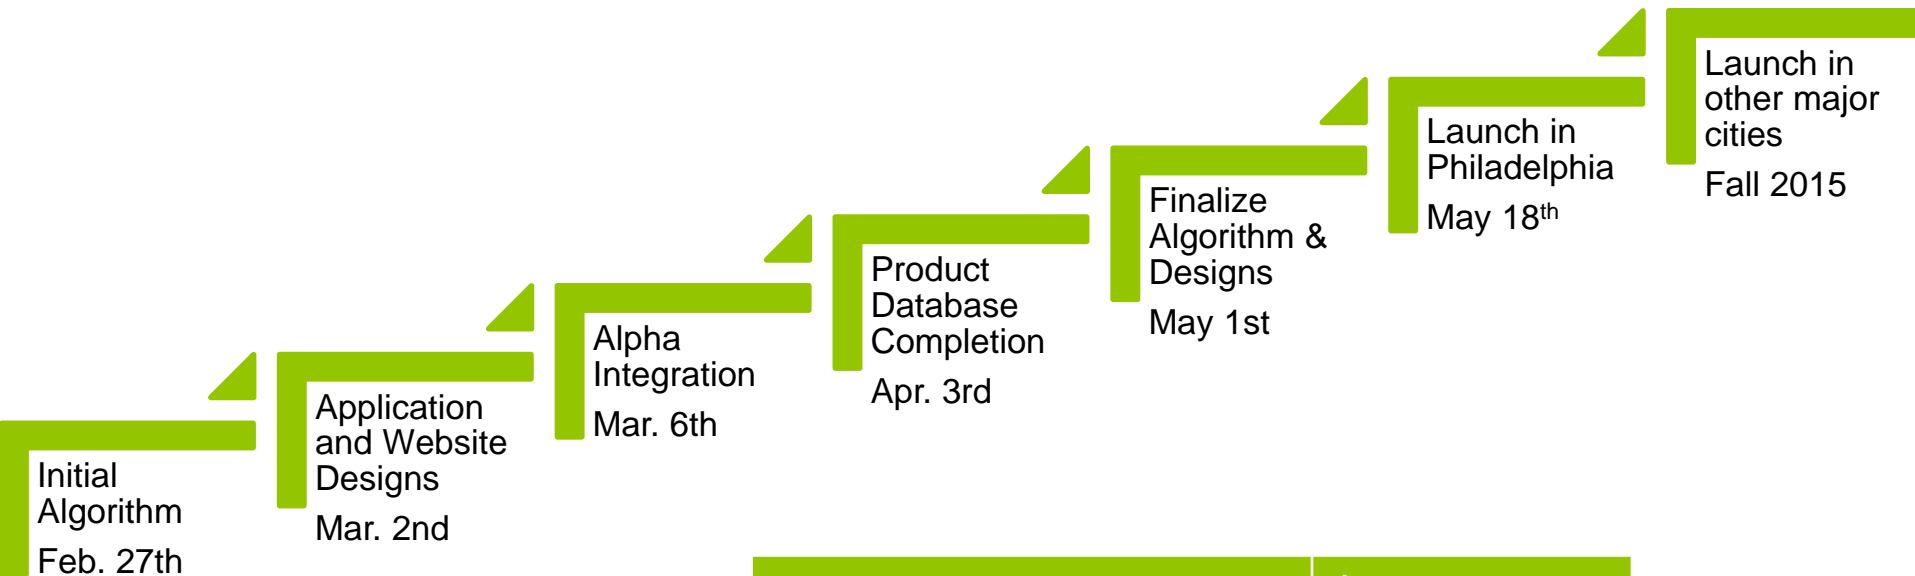 Initial
Algorithm
Feb. 27th
Application
and Website
Designs
Mar. 2nd
Alpha
Integration
Mar. 6th
Product
Database
Completion
Apr. 3rd
Finalize
Algorithm &
Designs
May 1st
Launch in
Philadelphia
May 18th
Launch in
other major
cities
Fall 2015